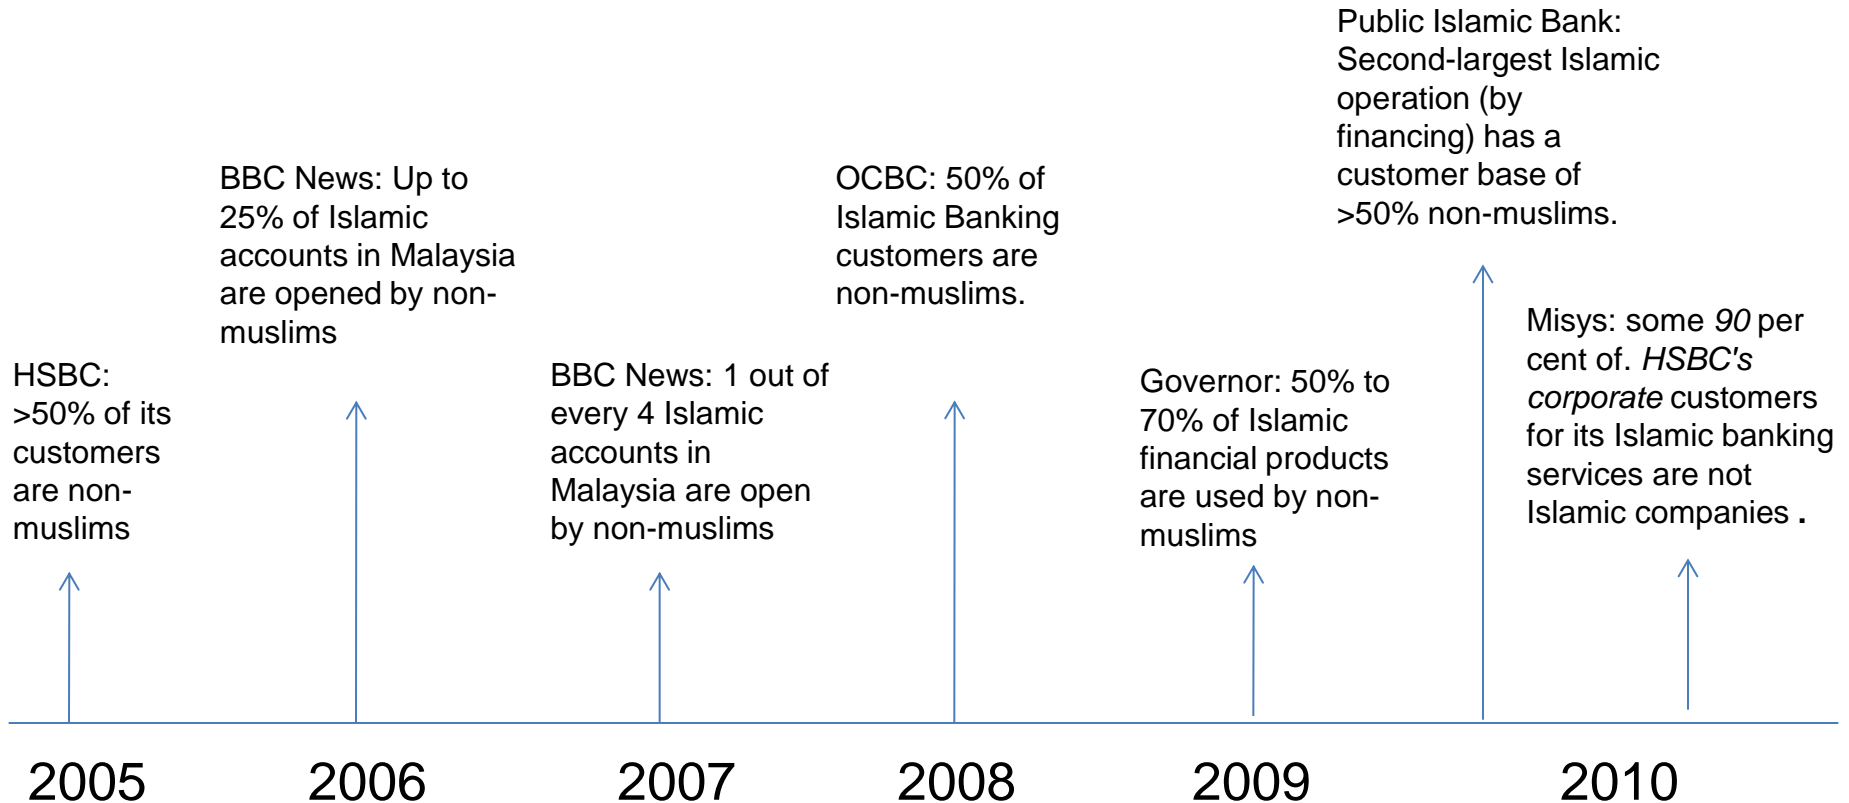 HSBC:
>50% of its
customers
are non-
muslims
BBC News: Up to
25% of Islamic
accounts in Malaysia
are opened by non-
muslims
BBC News: 1 out of
every 4 Islamic
accounts in
Malaysia are open
by non-muslims
OCBC: 50% of
Islamic Banking
customers are
non-muslims.
Governor: 50% to
70% of Islamic
financial products
are used by non-
muslims
Public Islamic Bank:
Second-largest Islamic
operation (by
financing) has a
customer base of
>50% non-muslims.
Misys: some 90 per
cent of. HSBC's
corporate customers
for its Islamic banking
services are not
Islamic companies .
2005
2006
2007
2008
2009
2010